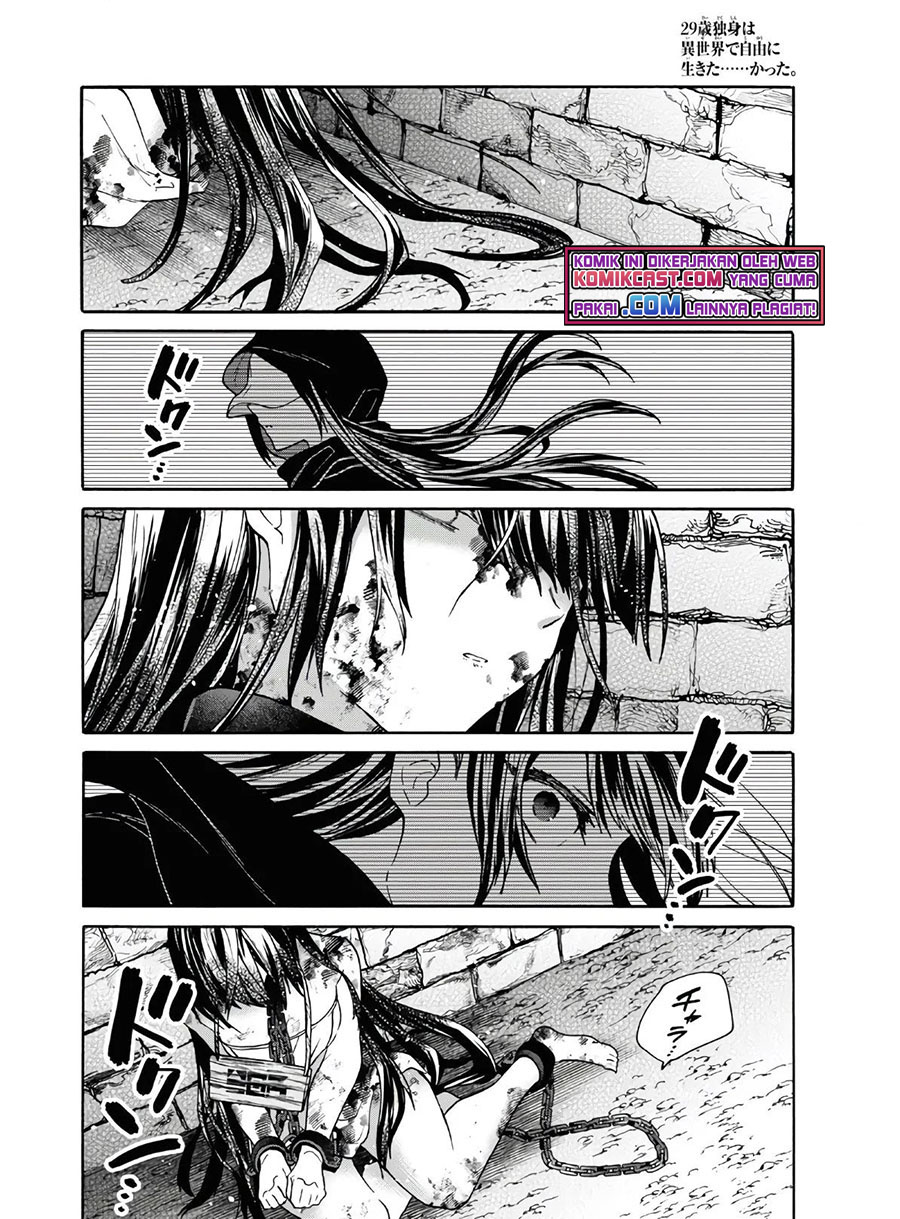 29歳独身は
異世界で自由に
生きた……かった。
KOMIK INI DIKERJAKAN OLEH WEB
KOMIKCAST.COM YANG CUMA
PAKAI .COM LAINNYA PLAGIAT!
ドクン…
ドクン…
チャラ…
ドクン…